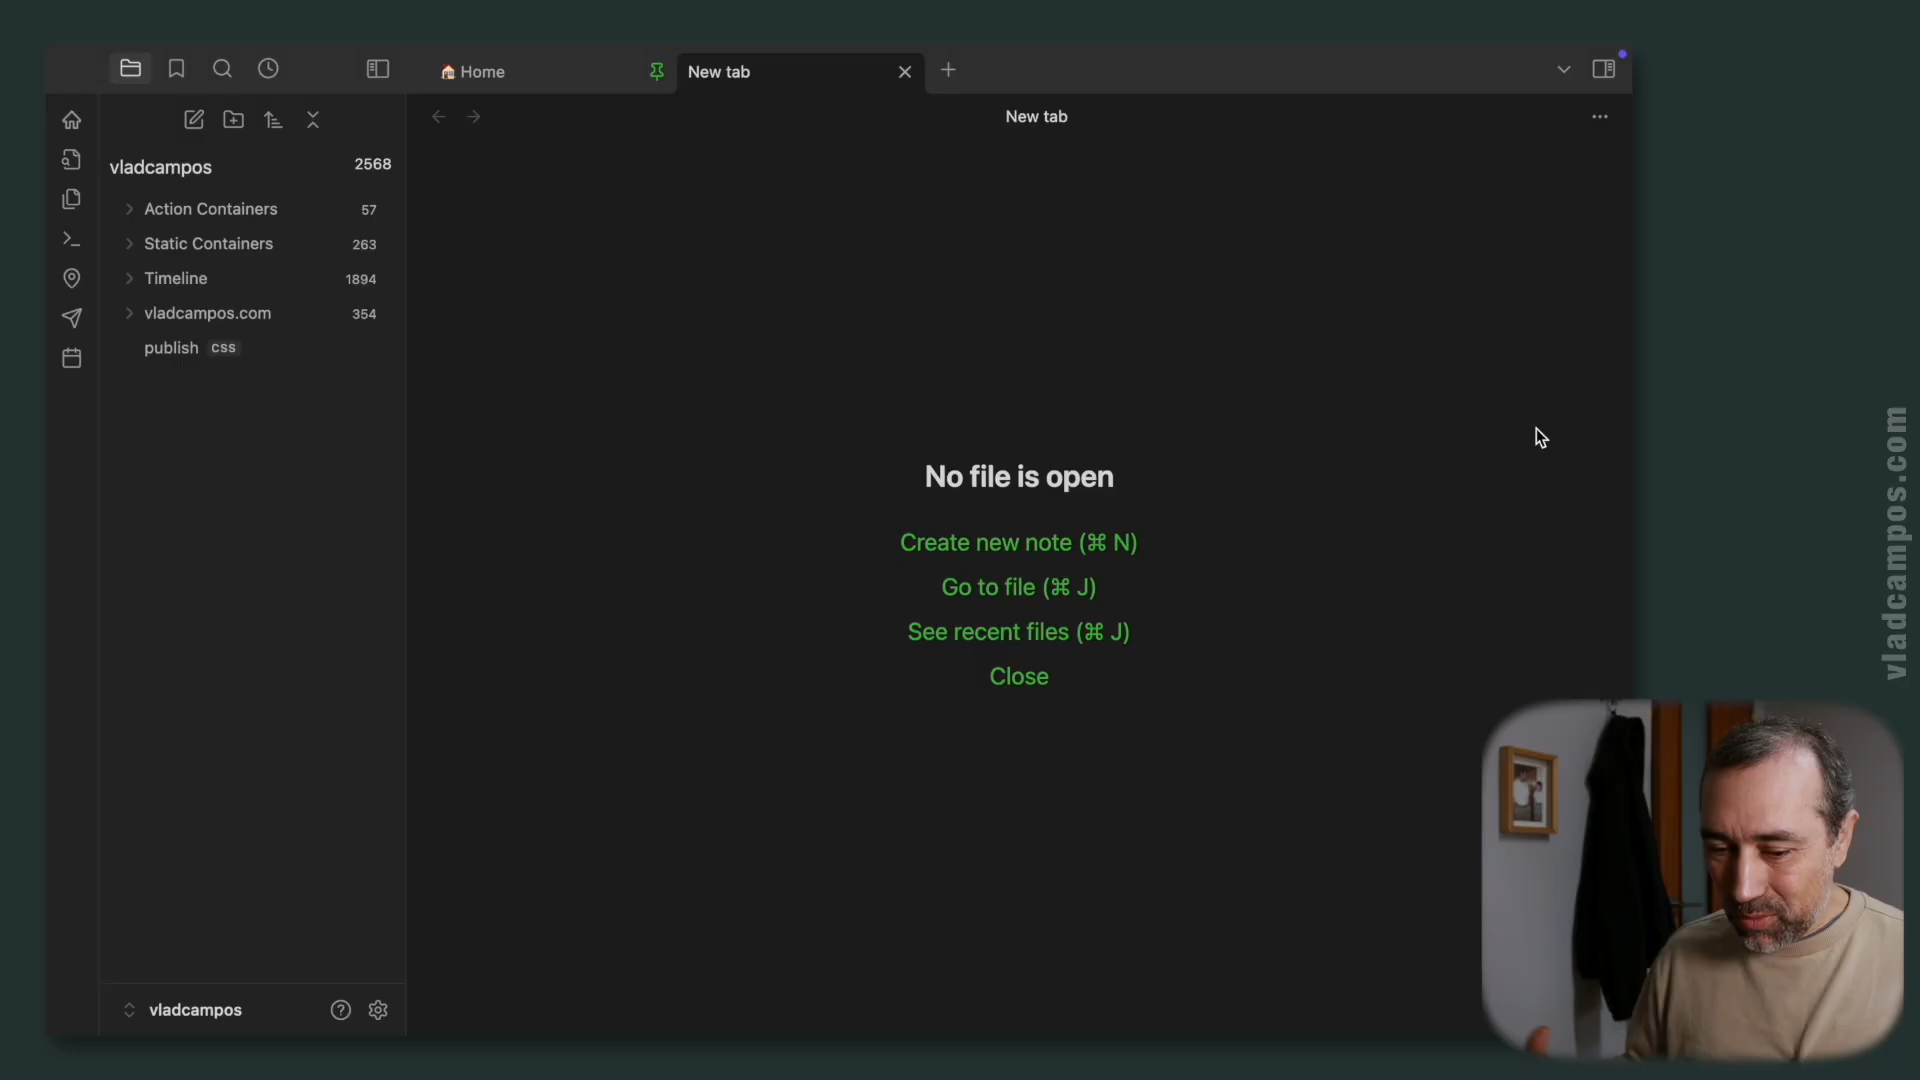 Home
New tab
New tab
vladcampos 2568
Action Containers 57
Static Containers 263
Timeline 1894
vladcampos.com 354
publish CSS
No file is open
Create new note (⌘ N)
Go to file (⌘ J)
See recent files (⌘ J)
Close
vladcampos
vladcampos.com